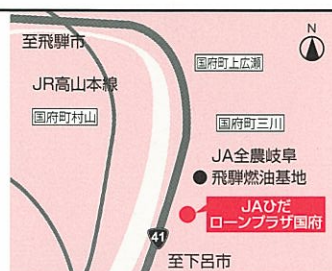 至飛騨市
N
国府町上広瀬
JR高山本線
国府町村山
国府町三川
JA全農岐阜
飛騨燃油基地
JAひだ
ローンプラザ国府
41
至下呂市